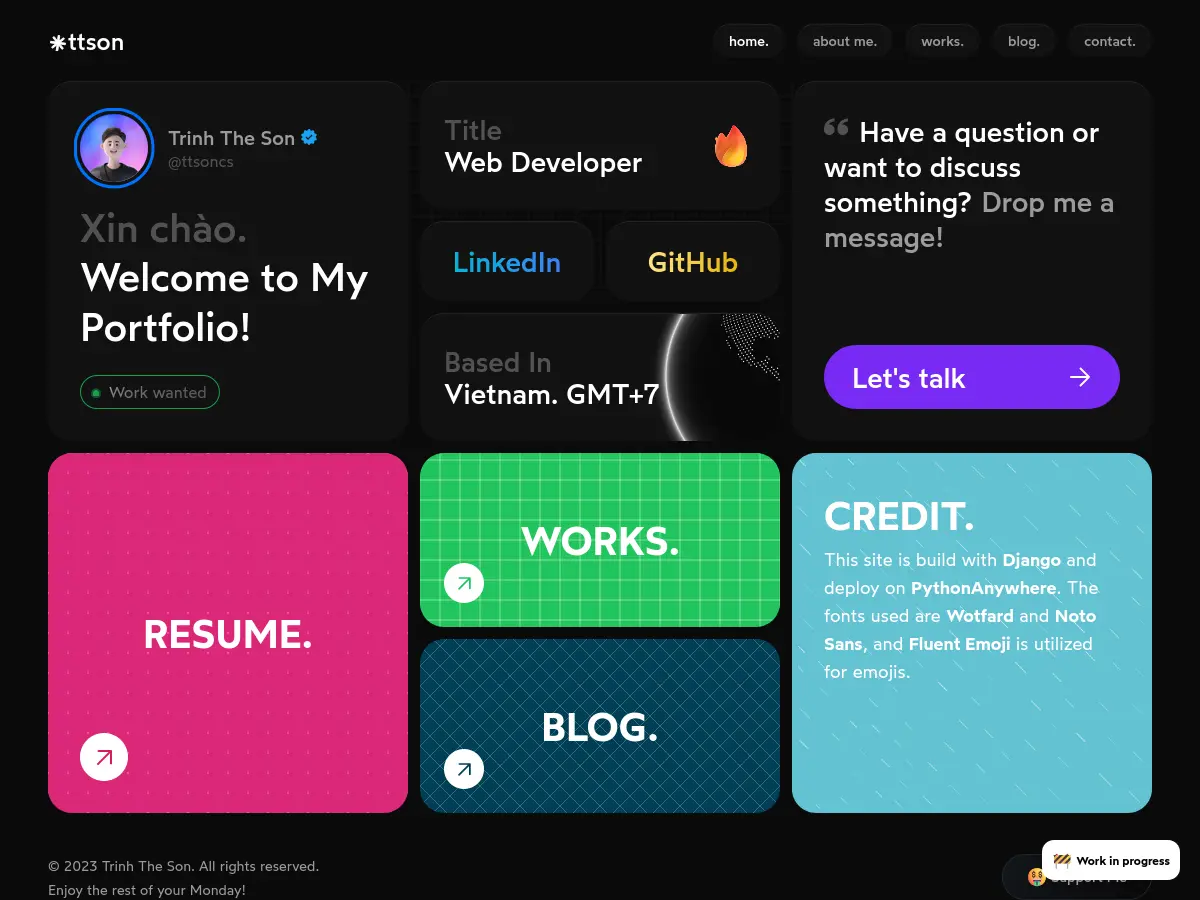 ttson
home.
about me.
works.
blog.
contact.
Trinh The Son
@ttsoncs
Xin chào.
Welcome to My
Portfolio!
Work wanted
Title
Web Developer
LinkedIn
GitHub
Based In
Vietnam. GMT+7
“ Have a question or
want to discuss
something? Drop me a
message!
Let's talk
RESUME.
WORKS.
BLOG.
CREDIT.
This site is build with Django and
deploy on PythonAnywhere. The
fonts used are Wotfard and Noto
Sans, and Fluent Emoji is utilized
for emojis.
© 2023 Trinh The Son. All rights reserved.
Enjoy the rest of your Monday!
Work in progress
Support Me